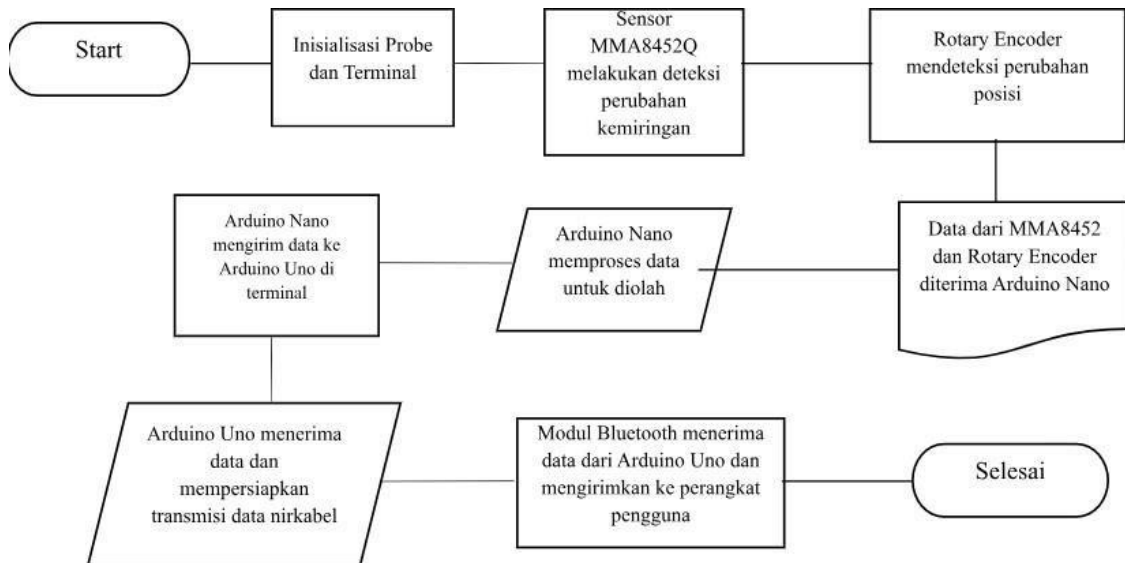 Start
Inisialisasi Probe
dan Terminal
Sensor
MMA8452Q
melakukan deteksi
perubahan
kemiringan
Rotary Encoder
mendeteksi perubahan
posisi
Data dari MMA8452
dan Rotary Encoder
diterima Arduino Nano
Arduino Nano
memproses data
untuk diolah
Arduino Nano
mengirim data ke
Arduino Uno di
terminal
Arduino Uno menerima
data dan
mempersiapkan
transmisi data nirkabel
Modul Bluetooth menerima
data dari Arduino Uno dan
mengirimkan ke perangkat
pengguna
Selesai